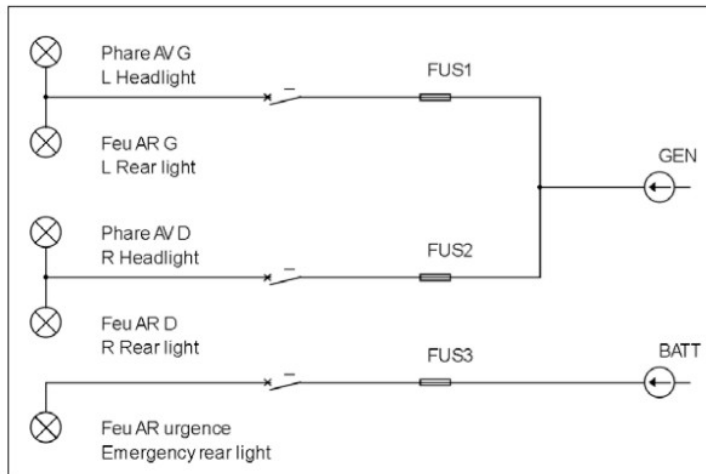 Phare AV G
L Headlight
FUS1
Feu AR G
L Rear light
GEN
Phare AV D
R Headlight
FUS2
Feu AR D
R Rear light
FUS3
BATT
Feu AR urgence
Emergency rear light